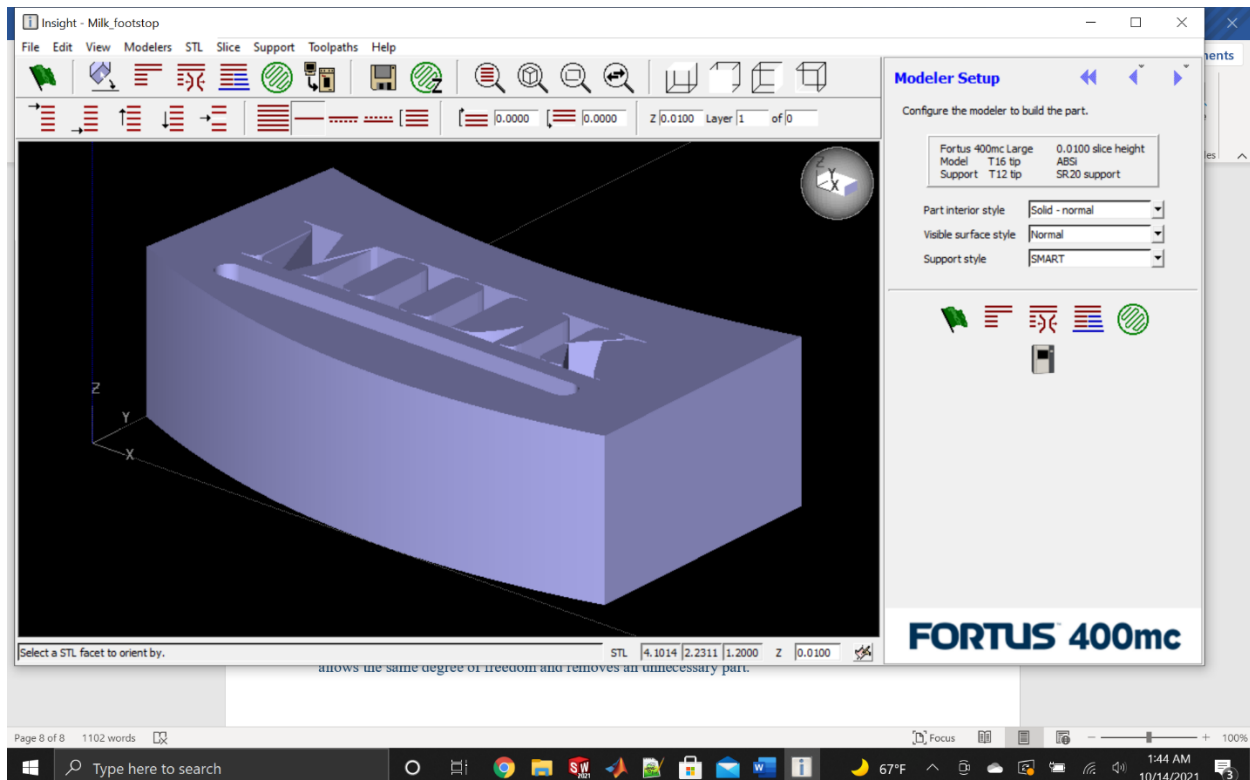 Insight - Milk_footstop
File Edit View Modelers STL Slice Support Toolpaths Help
0.0000 0.0000 Z 0.0100 Layer 1 of 0
Modeler Setup
Configure the modeler to build the part.
Fortus 400mc Large 0.0100 slice height
Model T16 tip ABSi
Support T12 tip SR20 support
Part interior style Solid - normal
Visible surface style Normal
Support style SMART
MILK
Z
Y
X
Z
Y
X
FORTUS 400mc
Select a STL facet to orient by. STL 4.1014 2.2311 1.2000 Z 0.0100
allows the same degree of freedom and removes an unnecessary part.
Page 8 of 8 1102 words Focus 100%
Type here to search
SW
2021
67°F
1:44 AM
10/14/2021
3